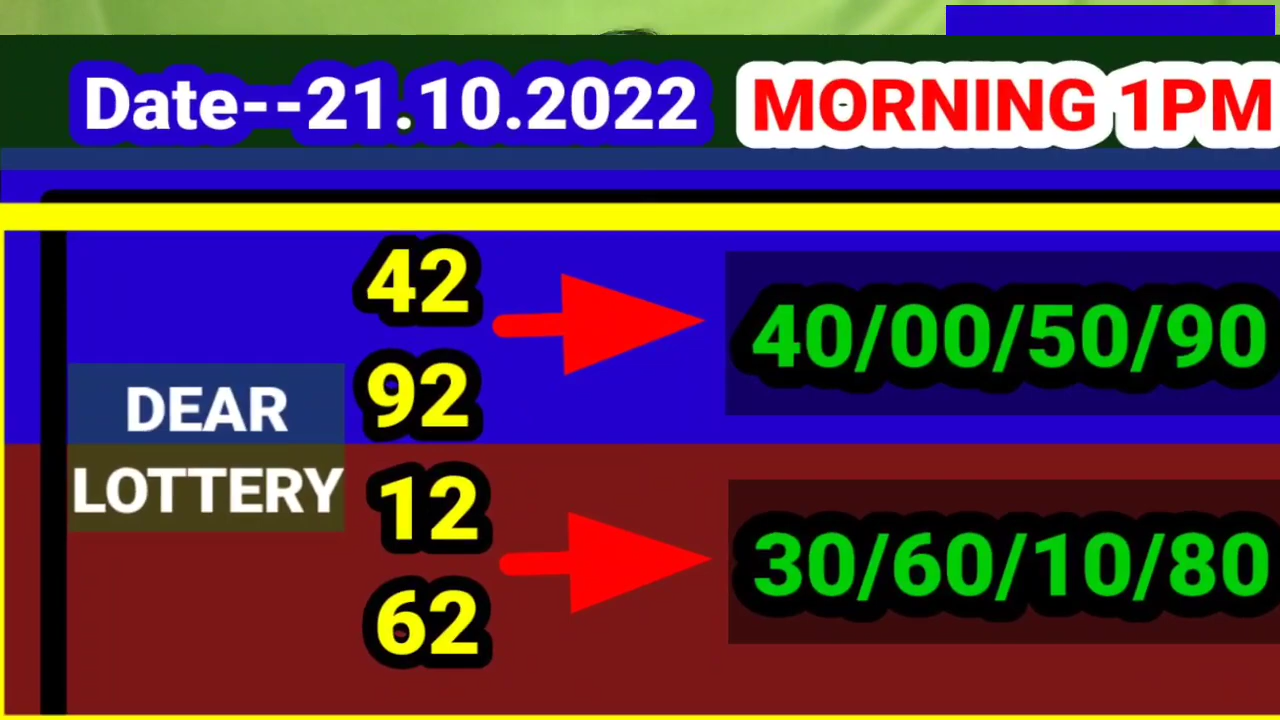 Date--21.10.2022 MORNING 1PM
42
40/00/50/90
92
DEAR
LOTTERY
12
30/60/10/80
62